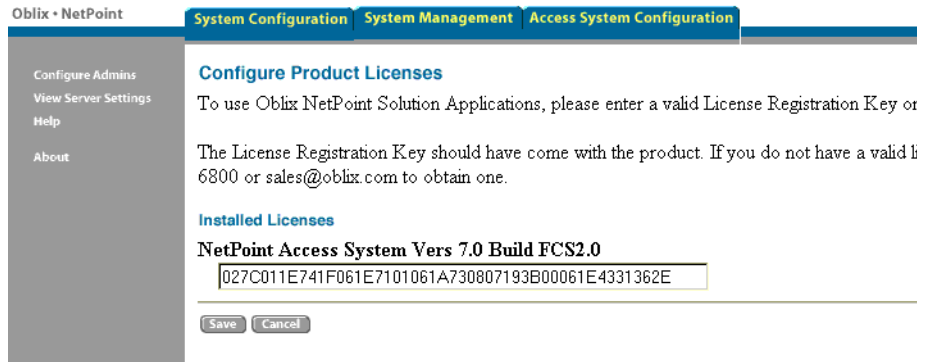 Oblix • NetPoint
System Configuration System Management Access System Configuration
Configure Admins
View Server Settings
Help
About
Configure Product Licenses
To use Oblix NetPoint Solution Applications, please enter a valid License Registration Key or
The License Registration Key should have come with the product. If you do not have a valid li
6800 or sales@oblix.com to obtain one.
Installed Licenses
NetPoint Access System Vers 7.0 Build FCS2.0
027C011E741F061E7101061A730807193B00061E4331362E
Save Cancel